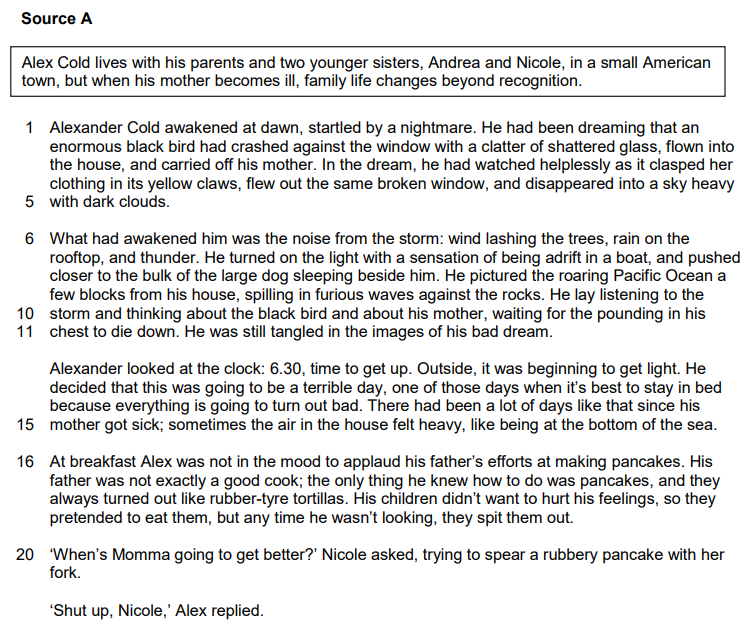 Source A
Alex Cold lives with his parents and two younger sisters, Andrea and Nicole, in a small American
town, but when his mother becomes ill, family life changes beyond recognition.
1 Alexander Cold awakened at dawn, startled by a nightmare. He had been dreaming that an
enormous black bird had crashed against the window with a clatter of shattered glass, flown into
the house, and carried off his mother. In the dream, he had watched helplessly as it clasped her
clothing in its yellow claws, flew out the same broken window, and disappeared into a sky heavy
5 with dark clouds.
6 What had awakened him was the noise from the storm: wind lashing the trees, rain on the
rooftop, and thunder. He turned on the light with a sensation of being adrift in a boat, and pushed
closer to the bulk of the large dog sleeping beside him. He pictured the roaring Pacific Ocean a
few blocks from his house, spilling in furious waves against the rocks. He lay listening to the
10 storm and thinking about the black bird and about his mother, waiting for the pounding in his
11 chest to die down. He was still tangled in the images of his bad dream.
Alexander looked at the clock: 6.30, time to get up. Outside, it was beginning to get light. He
decided that this was going to be a terrible day, one of those days when it’s best to stay in bed
because everything is going to turn out bad. There had been a lot of days like that since his
15 mother got sick; sometimes the air in the house felt heavy, like being at the bottom of the sea.
16 At breakfast Alex was not in the mood to applaud his father’s efforts at making pancakes. His
father was not exactly a good cook; the only thing he knew how to do was pancakes, and they
always turned out like rubber-tyre tortillas. His children didn’t want to hurt his feelings, so they
pretended to eat them, but any time he wasn’t looking, they spit them out.
20 ‘When’s Momma going to get better?’ Nicole asked, trying to spear a rubbery pancake with her
fork.
‘Shut up, Nicole,’ Alex replied.